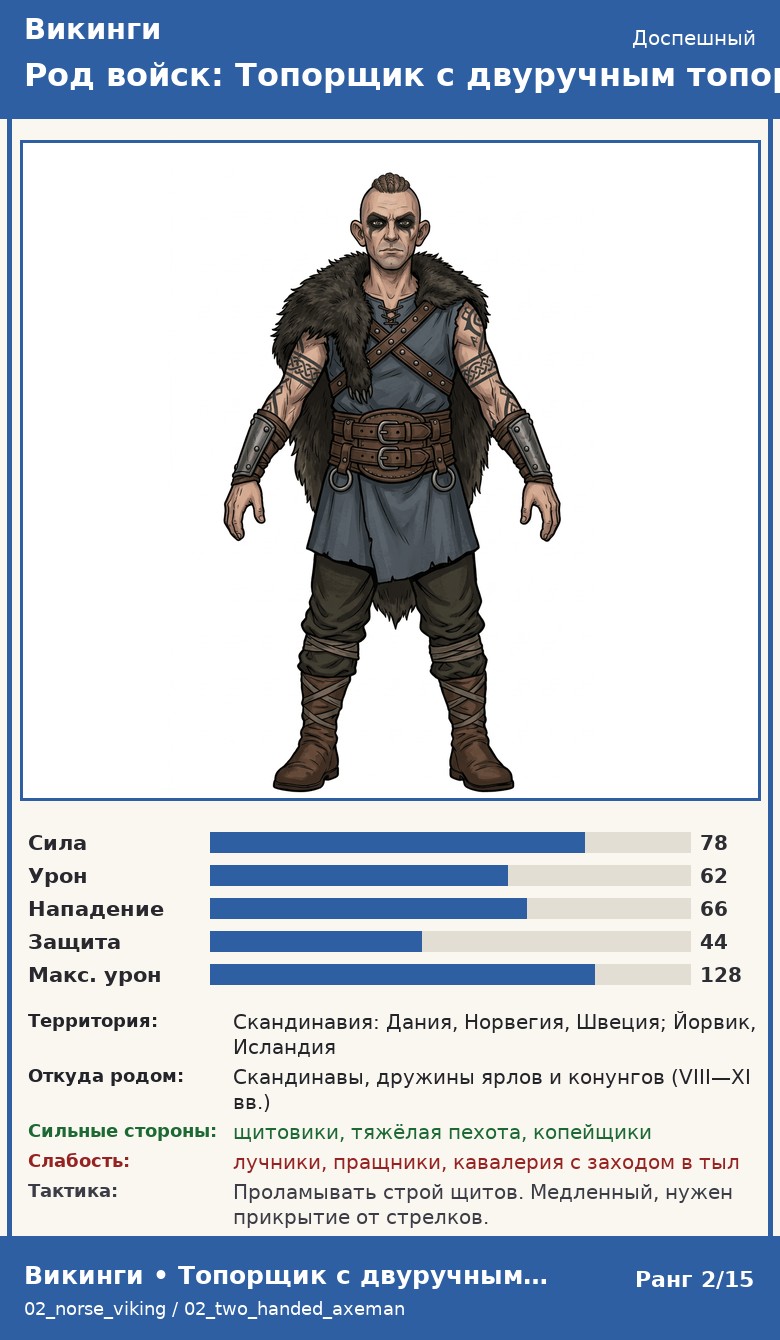 Викинги
Доспешный
Род войск: Топорщик с двуручным топор
Сила 78
Урон 62
Нападение 66
Защита 44
Макс. урон 128
Территория: Скандинавия: Дания, Норвегия, Швеция; Йорвик,
Исландия
Откуда родом: Скандинавы, дружины ярлов и конунгов (VIII—XI
вв.)
Сильные стороны: щитовики, тяжёлая пехота, копейщики
Слабость: лучники, пращники, кавалерия с заходом в тыл
Тактика: Проламывать строй щитов. Медленный, нужен
прикрытие от стрелков.
Викинги • Топорщик с двуручным...
Ранг 2/15
02_norse_viking / 02_two_handed_axeman